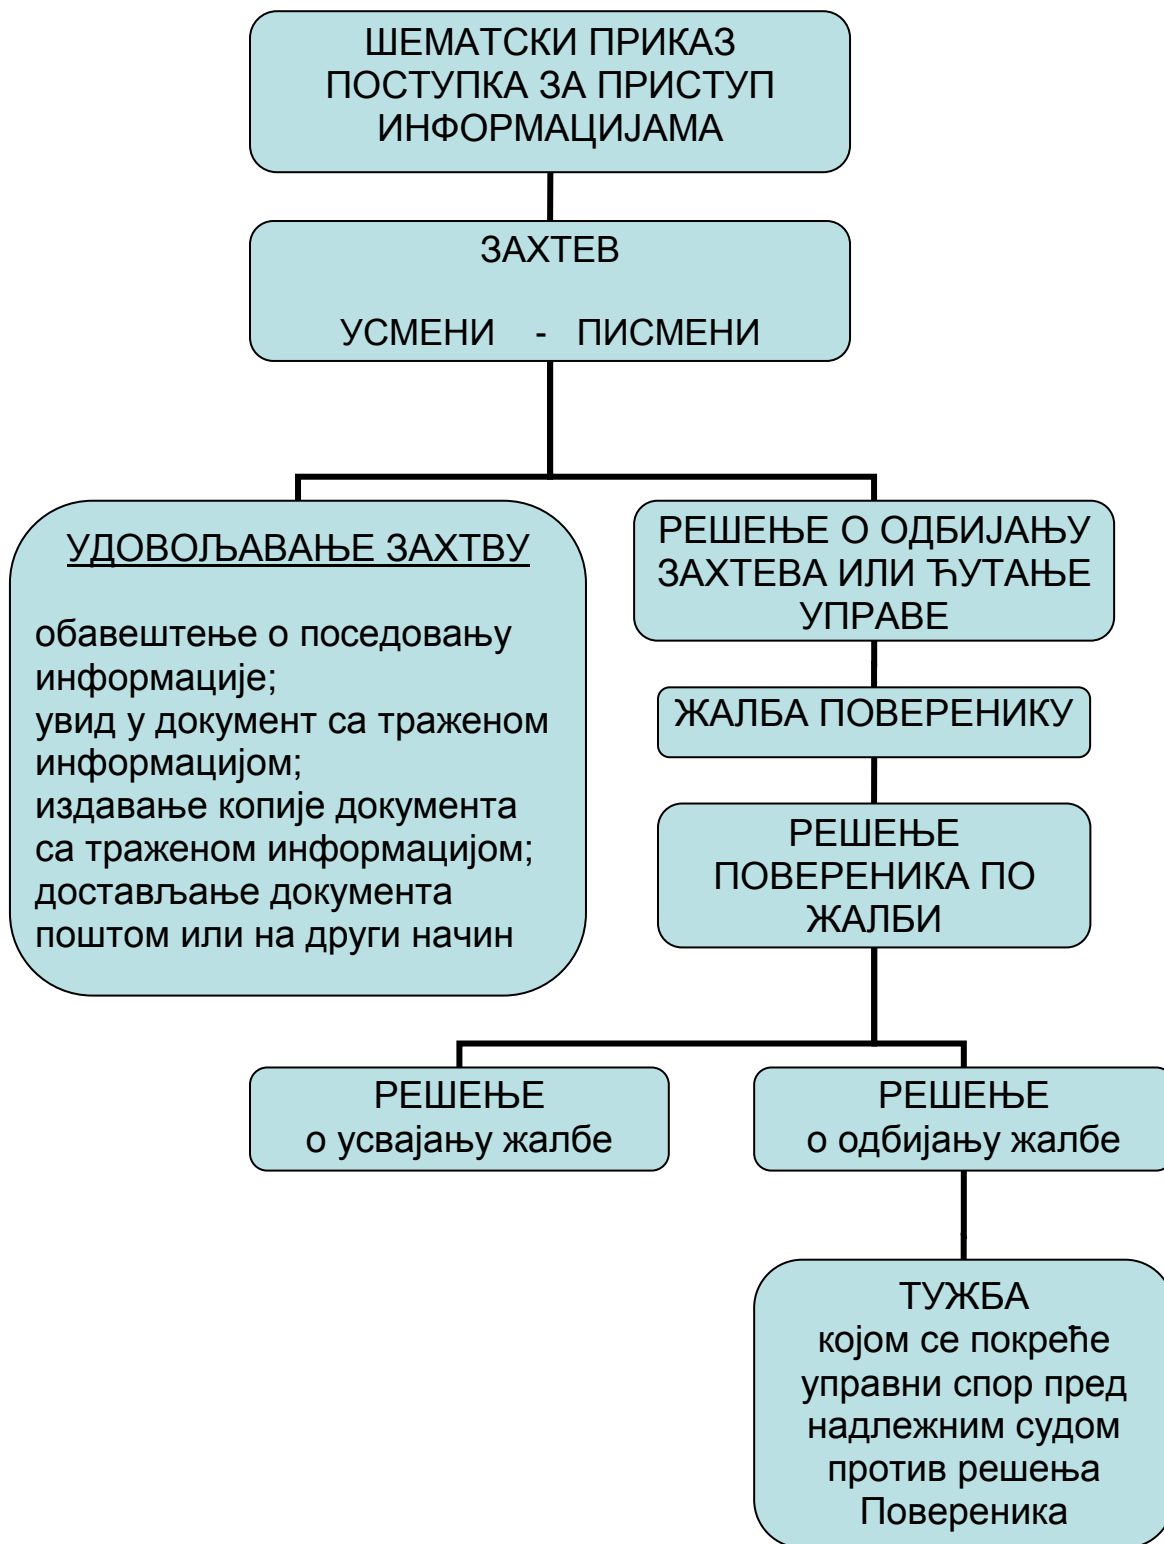 ШЕМАТСКИ ПРИКАЗ
ПОСТУПКА ЗА ПРИСТУП
ИНФОРМАЦИЈАМА
ЗАХТЕВ
УСМЕНИ - ПИСМЕНИ
УДОВОЉАВАЊЕ ЗАХТВУ
обавештење о поседовању
информације;
увид у документ са траженом
информацијом;
издавање копије документа
са траженом информацијом;
достављање документа
поштом или на други начин
РЕШЕЊЕ О ОДБИЈАЊУ
ЗАХТЕВА ИЛИ ЋУТАЊЕ
УПРАВЕ
ЖАЛБА ПОВЕРЕНИКУ
РЕШЕЊЕ
ПОВЕРЕНИКА ПО
ЖАЛБИ
РЕШЕЊЕ
о усвајању жалбе
РЕШЕЊЕ
о одбијању жалбе
ТУЖБА
којом се покреће
управни спор пред
надлежним судом
против решења
Повереника